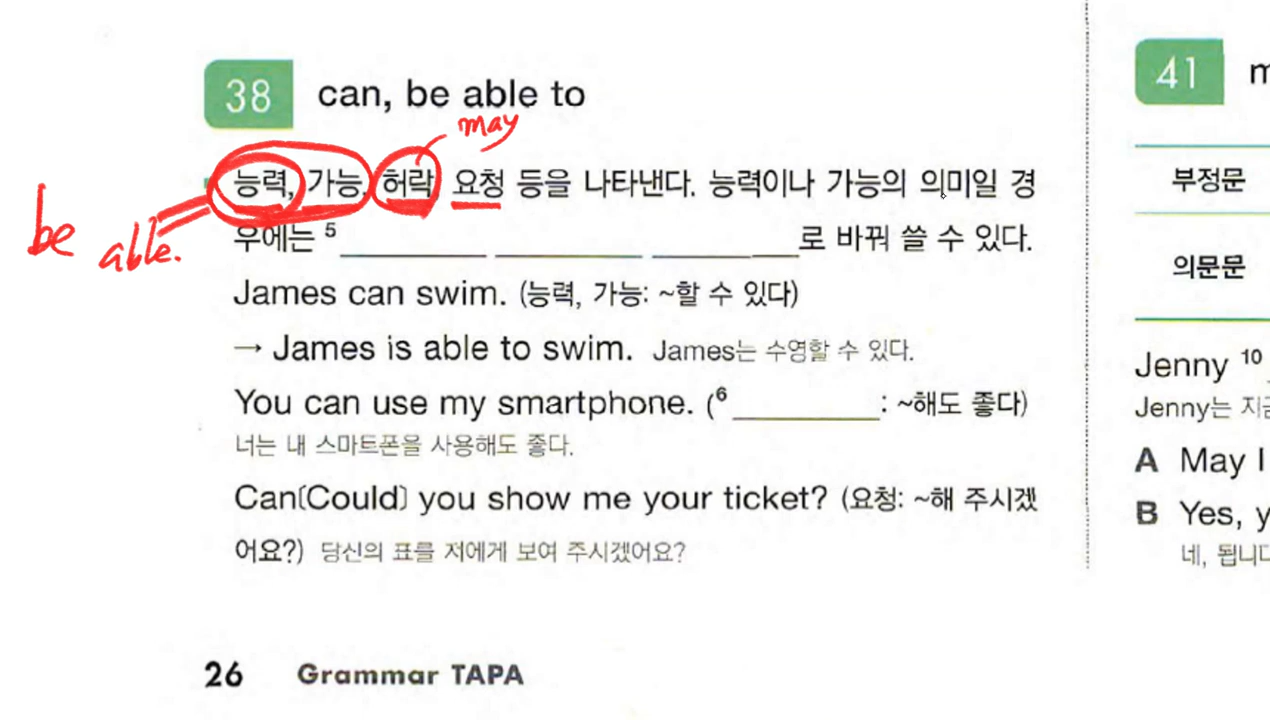 38 can, be able to
may
능력, 가능, 허락, 요청 등을 나타낸다. 능력이나 가능의 의미일 경
be able.
우에는 5 ____ ____ ____로 바꿔 쓸 수 있다.
James can swim. (능력, 가능: ~할 수 있다)
→ James is able to swim. James는 수영할 수 있다.
You can use my smartphone. (6 ____ : ~해도 좋다)
너는 내 스마트폰을 사용해도 좋다.
Can(Could) you show me your ticket? (요청: ~해 주시겠
어요?) 당신의 표를 저에게 보여 주시겠어요?
26 Grammar TAPA
41 m
부정문
의문문
Jenny 10
Jenny는 지금
A May I
B Yes, y
네, 됩니다